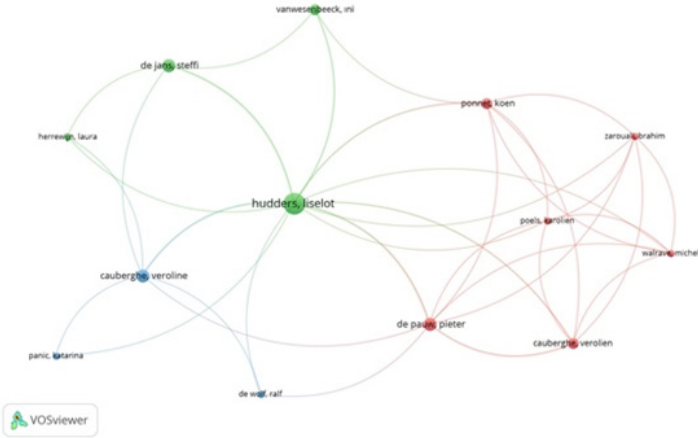 vanwesenbeeck, ini
de jans, steffi
ponnet, koen
herrewijn, laura
zarouali, brahim
hudders, liselot
poels, karolien
walrave, michel
cauberghe, veroline
de pauw, pieter
cauberghe, verolien
panic, katarina
de wolf, ralf
VOSviewer